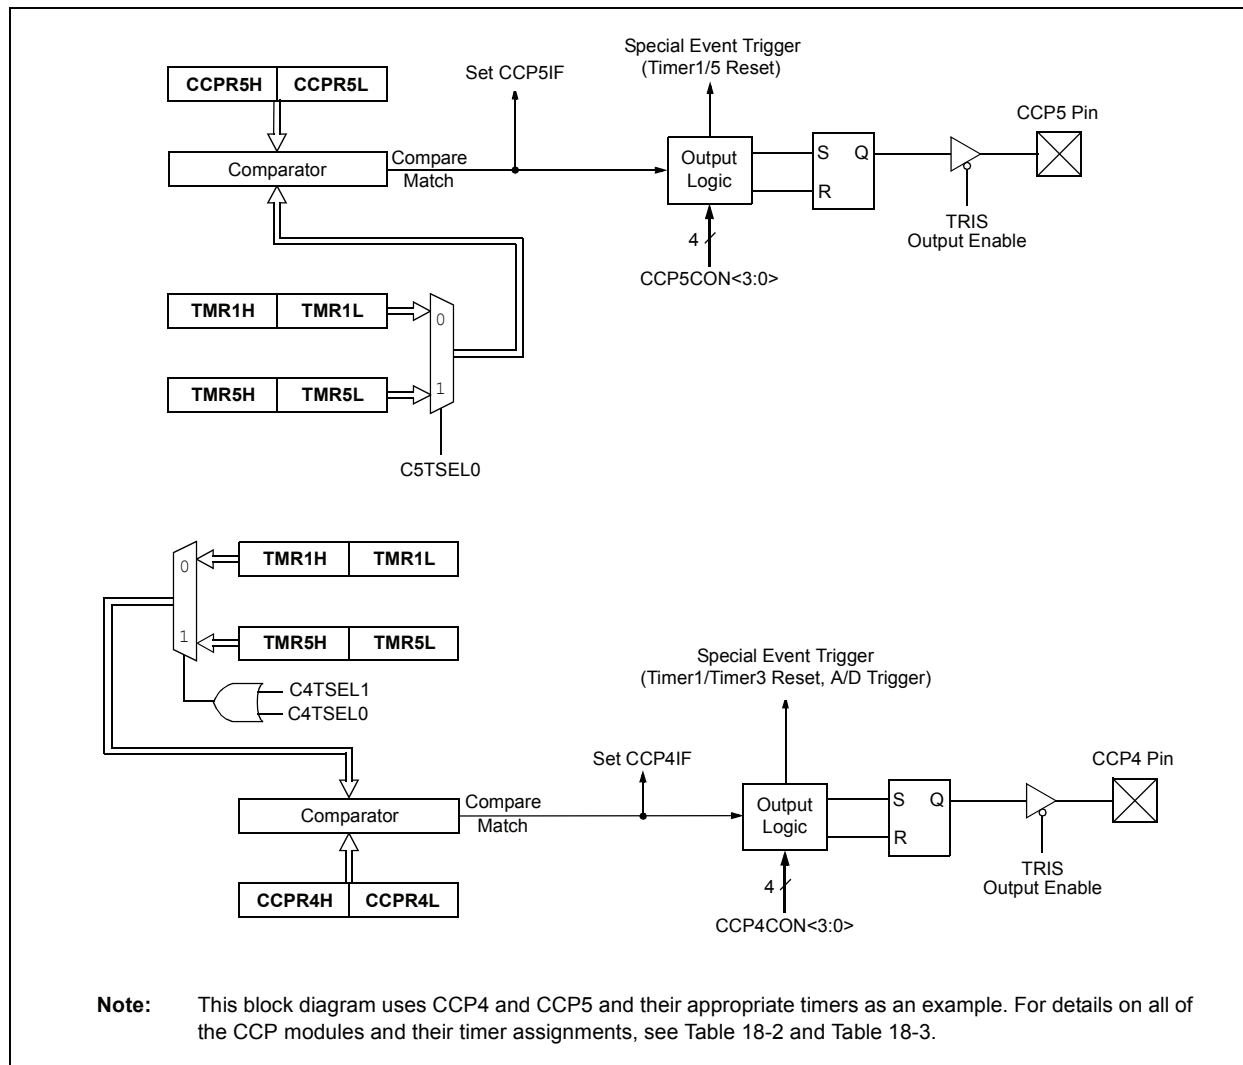 Special Event Trigger
(Timer1/5 Reset)
Set CCP5IF
CCPR5H CCPR5L
CCP5 Pin
Comparator
Compare
Match
Output
Logic
S Q
R
TRIS
Output Enable
4
CCP5CON<3:0>
TMR1H TMR1L
0
TMR5H TMR5L
1
C5TSEL0
0
TMR1H TMR1L
1
TMR5H TMR5L
C4TSEL1
C4TSEL0
Special Event Trigger
(Timer1/Timer3 Reset, A/D Trigger)
Set CCP4IF
CCP4 Pin
Comparator
Compare
Match
Output
Logic
S Q
R
TRIS
Output Enable
4
CCPR4H CCPR4L
CCP4CON<3:0>
Note: This block diagram uses CCP4 and CCP5 and their appropriate timers as an example. For details on all of
the CCP modules and their timer assignments, see Table 18-2 and Table 18-3.